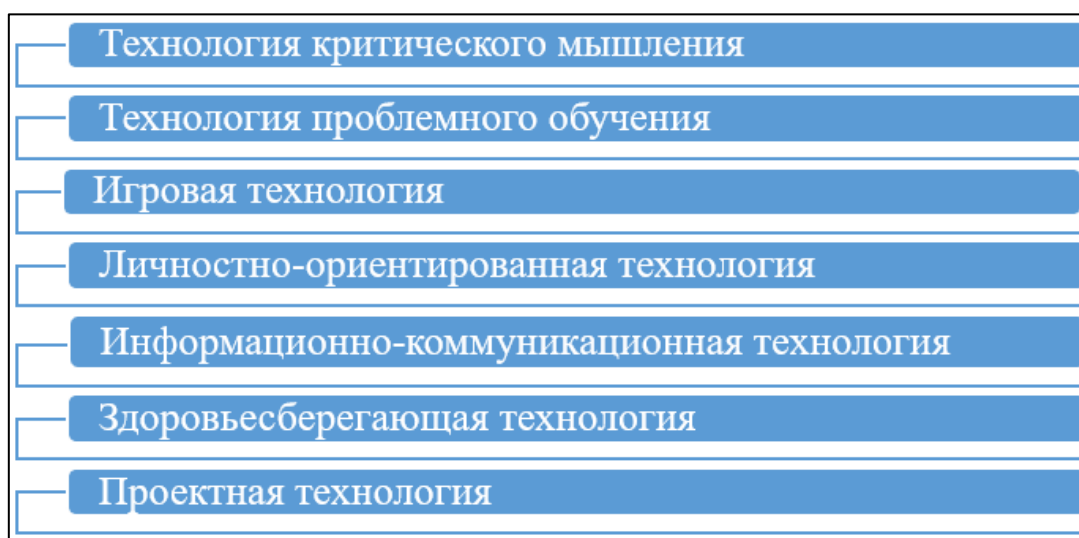 Технология критического мышления
Технология проблемного обучения
Игровая технология
Личностно-ориентированная технология
Информационно-коммуникационная технология
Здоровьесберегающая технология
Проектная технология